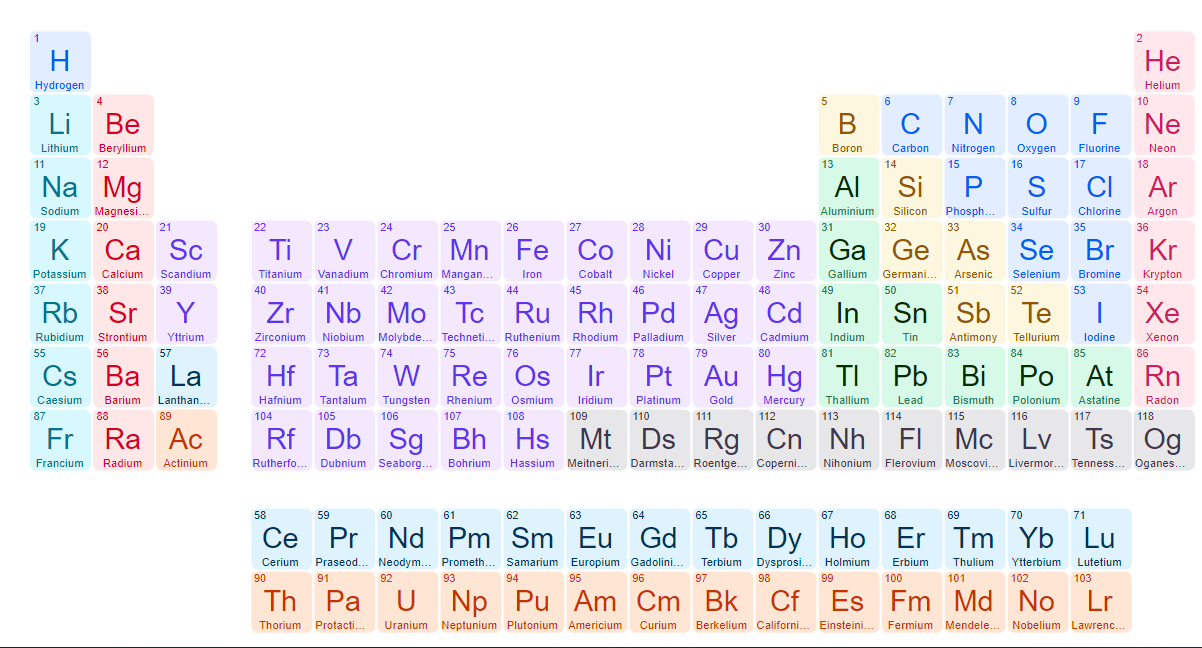 1 2
H He
Hydrogen Helium
3 4 5 6 7 8 9 10
Li Be B C N O F Ne
Lithium Beryllium Boron Carbon Nitrogen Oxygen Fluorine Neon
11 12 13 14 15 16 17 18
Na Mg Al Si P S Cl Ar
Sodium Magnesi... Aluminium Silicon Phosph... Sulfur Chlorine Argon
19 20 21 22 23 24 25 26 27 28 29 30 31 32 33 34 35 36
K Ca Sc Ti V Cr Mn Fe Co Ni Cu Zn Ga Ge As Se Br Kr
Potassium Calcium Scandium Titanium Vanadium Chromium Mangan... Iron Cobalt Nickel Copper Zinc Gallium Germani... Arsenic Selenium Bromine Krypton
37 38 39 40 41 42 43 44 45 46 47 48 49 50 51 52 53 54
Rb Sr Y Zr Nb Mo Tc Ru Rh Pd Ag Cd In Sn Sb Te I Xe
Rubidium Strontium Yttrium Zirconium Niobium Molybde... Techneti... Ruthenium Rhodium Palladium Silver Cadmium Indium Tin Antimony Tellurium Iodine Xenon
55 56 57 72 73 74 75 76 77 78 79 80 81 82 83 84 85 86
Cs Ba La Hf Ta W Re Os Ir Pt Au Hg Tl Pb Bi Po At Rn
Caesium Barium Lanthan... Hafnium Tantalum Tungsten Rhenium Osmium Iridium Platinum Gold Mercury Thallium Lead Bismuth Polonium Astatine Radon
87 88 89 104 105 106 107 108 109 110 111 112 113 114 115 116 117 118
Fr Ra Ac Rf Db Sg Bh Hs Mt Ds Rg Cn Nh Fl Mc Lv Ts Og
Francium Radium Actinium Rutherfo... Dubnium Seaborg... Bohrium Hassium Meitneri... Darmsta... Roentge... Coperni... Nihonium Flerovium Moscovi... Livermor... Tenness... Oganes...
58 59 60 61 62 63 64 65 66 67 68 69 70 71
Ce Pr Nd Pm Sm Eu Gd Tb Dy Ho Er Tm Yb Lu
Cerium Praseod... Neodym... Prometh... Samarium Europium Gadolini... Terbium Dysprosi... Holmium Erbium Thulium Ytterbium Lutetium
90 91 92 93 94 95 96 97 98 99 100 101 102 103
Th Pa U Np Pu Am Cm Bk Cf Es Fm Md No Lr
Thorium Protacti... Uranium Neptunium Plutonium Americium Curium Berkelium Californi... Einsteini... Fermium Mendele... Nobelium Lawrenc...